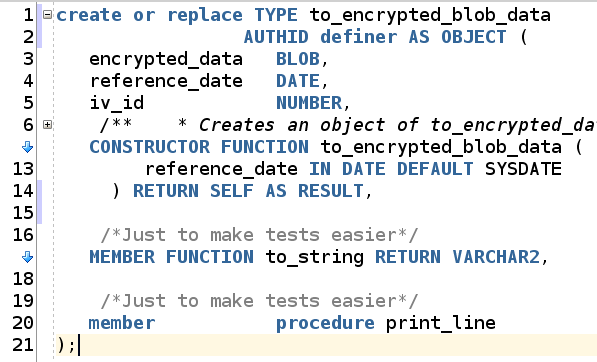 1 create or replace TYPE to_encrypted_blob_data
2 AUTHID definer AS OBJECT (
3 encrypted_data BLOB,
4 reference_date DATE,
5 iv_id NUMBER,
6 /** * Creates an object of to_encrypted_da
CONSTRUCTOR FUNCTION to_encrypted_blob_data (
13 reference_date IN DATE DEFAULT SYSDATE
14 ) RETURN SELF AS RESULT,
15
16 /*Just to make tests easier*/
MEMBER FUNCTION to_string RETURN VARCHAR2,
18
19 /*Just to make tests easier*/
20 member procedure print_line
21 );